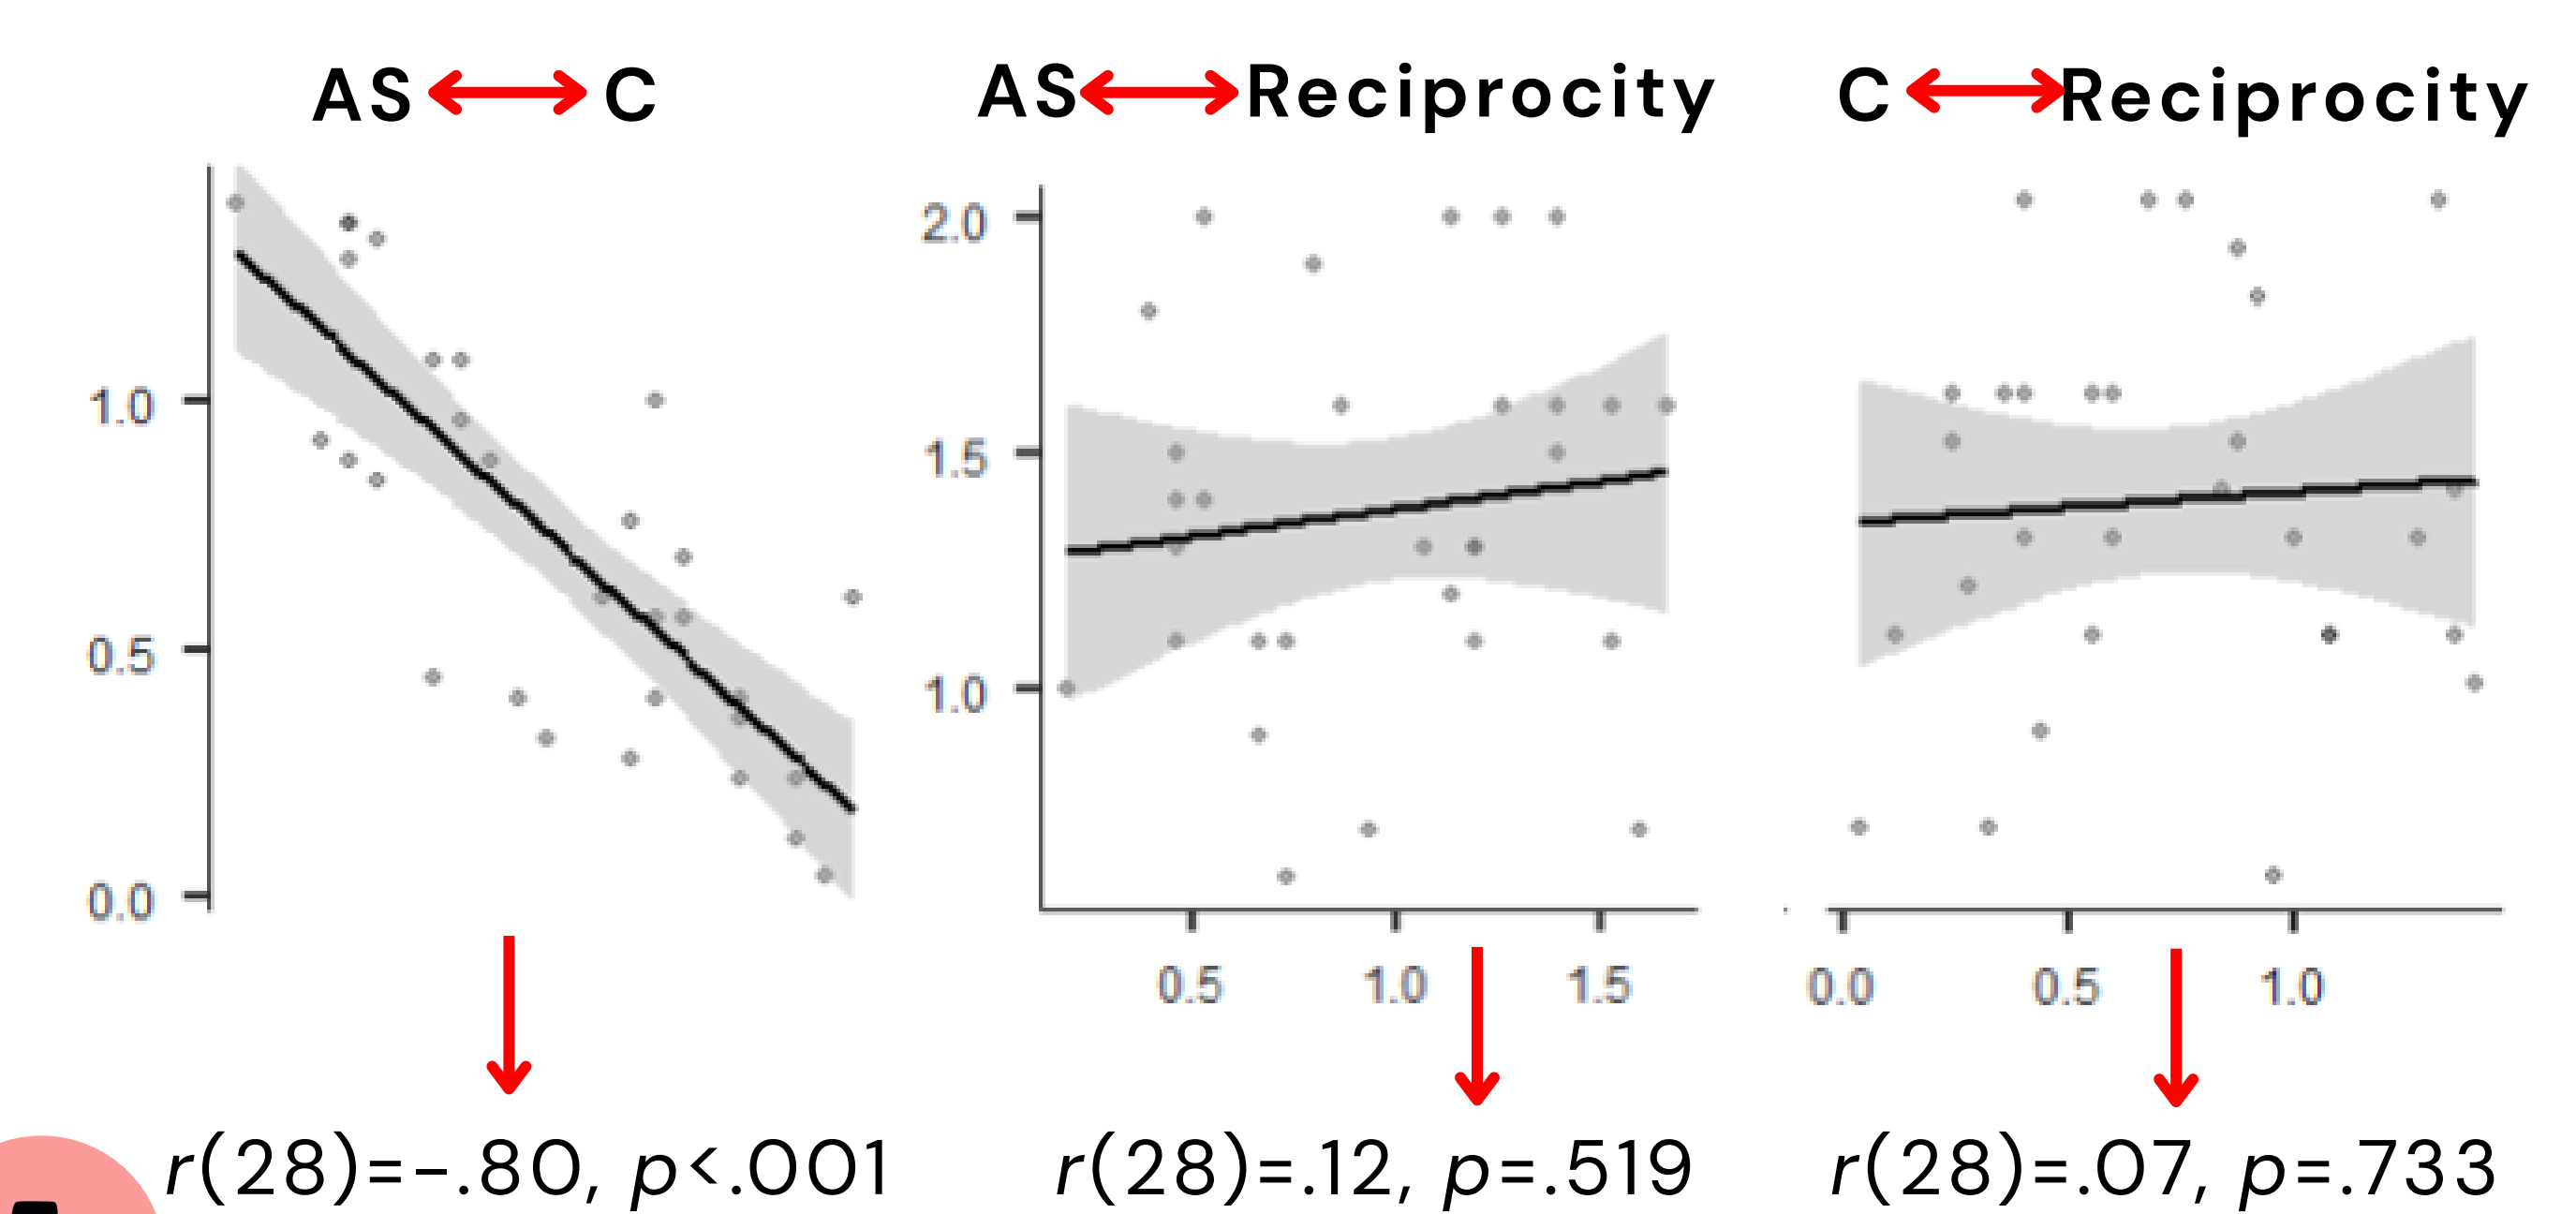 AS C
AS Reciprocity
C Reciprocity
1.0
0.5
0.0
2.0
1.5
1.0
0.5 1.0 1.5
0.0 0.5 1.0
r(28)=-.80, p<.001
r(28)=.12, p=.519
r(28)=.07, p=.733